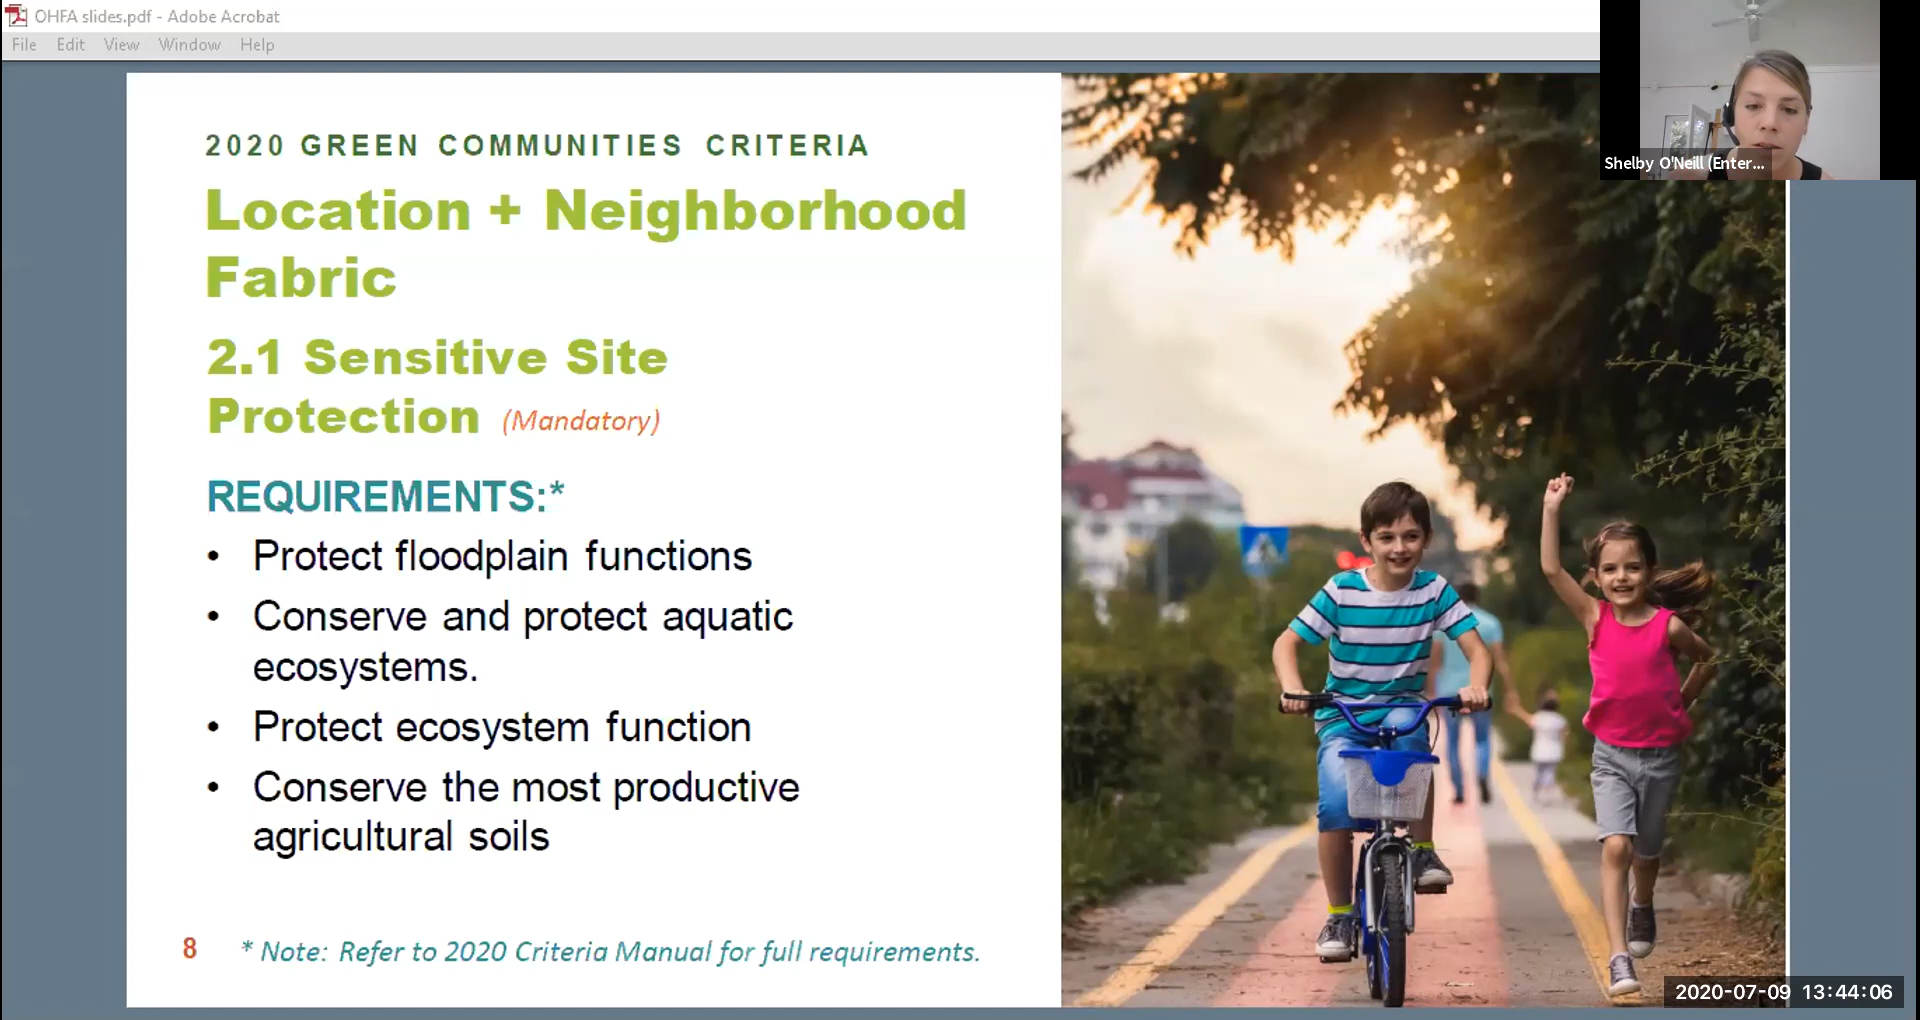 OHFA slides.pdf - Adobe Acrobat
File Edit View Window Help
2020 GREEN COMMUNITIES CRITERIA
Location + Neighborhood
Fabric
2.1 Sensitive Site
Protection (Mandatory)
REQUIREMENTS:*
• Protect floodplain functions
• Conserve and protect aquatic
ecosystems.
• Protect ecosystem function
• Conserve the most productive
agricultural soils
8 * Note: Refer to 2020 Criteria Manual for full requirements.
Shelby O'Neill (Enter...
2020-07-09 13:44:06